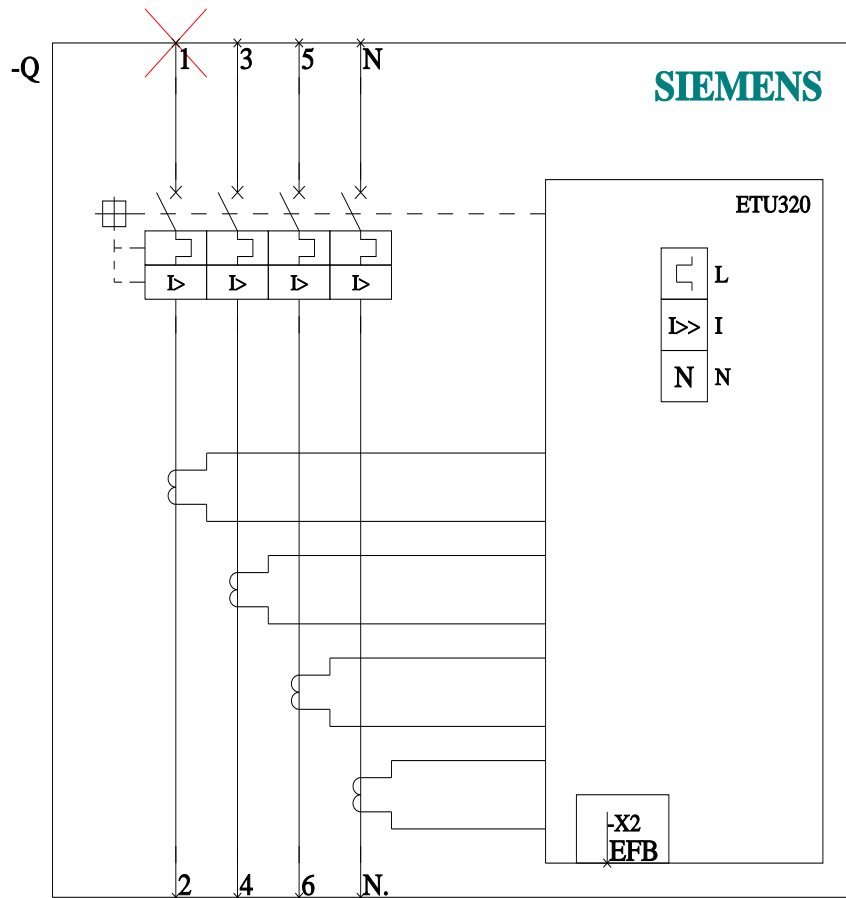 1 3 5 N
-Q
SIEMENS
ETU320
L
I> I> I> I>
I>> I
N N
-X2
EFB
2 4 6 N.